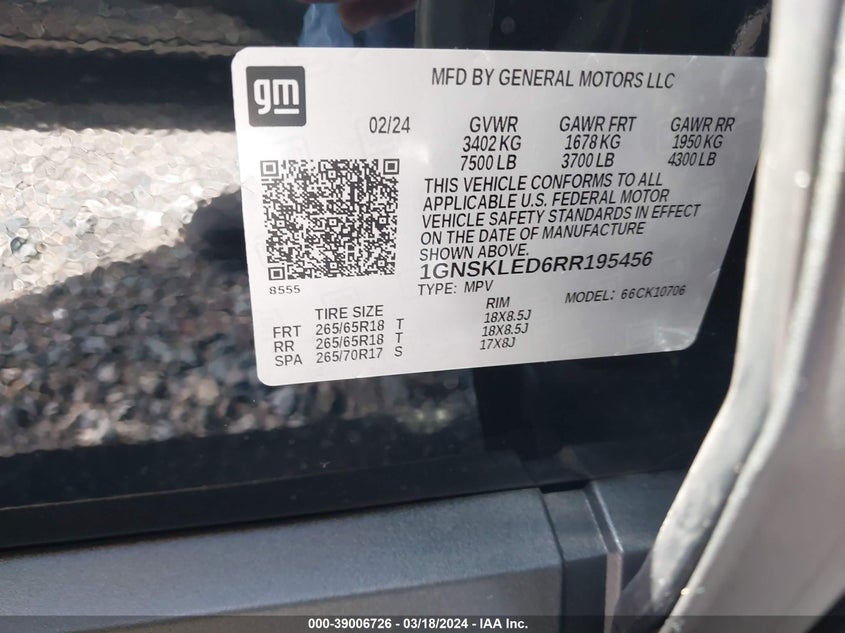 gm
MFD BY GENERAL MOTORS LLC
02/24 GVWR GAWR FRT GAWR RR
3402 KG 1678 KG 1950 KG
7500 LB 3700 LB 4300 LB
THIS VEHICLE CONFORMS TO ALL
APPLICABLE U.S. FEDERAL MOTOR
VEHICLE SAFETY STANDARDS IN EFFECT
ON THE DATE OF MANUFACTURE
SHOWN ABOVE.
1GNSKLED6RR195456
8555
TYPE: MPV MODEL: 66CK10706
TIRE SIZE RIM
FRT 265/65R18 T 18X8.5J
RR 265/65R18 T 18X8.5J
SPA 265/70R17 S 17X8J
000-39006726 - 03/18/2024 - IAA Inc.